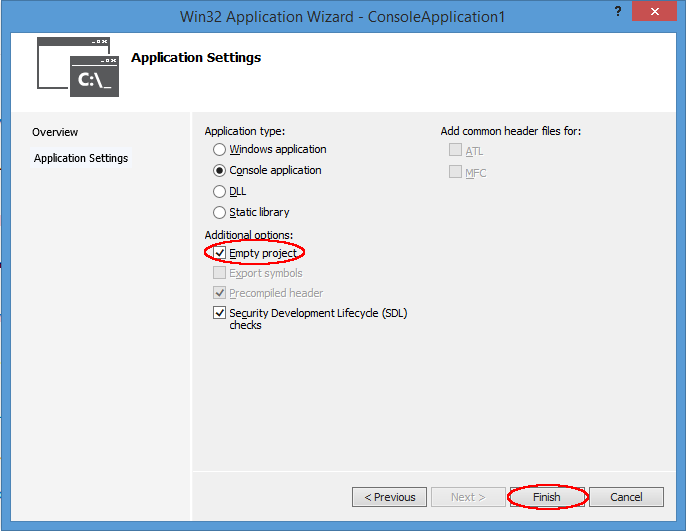 Win32 Application Wizard - ConsoleApplication1
?
X
C:\_
Application Settings
Overview
Application Settings
Application type:
Windows application
Console application
DLL
Static library
Additional options:
Empty project
Export symbols
Precompiled header
Security Development Lifecycle (SDL)
checks
Add common header files for:
ATL
MFC
< Previous
Next >
Finish
Cancel